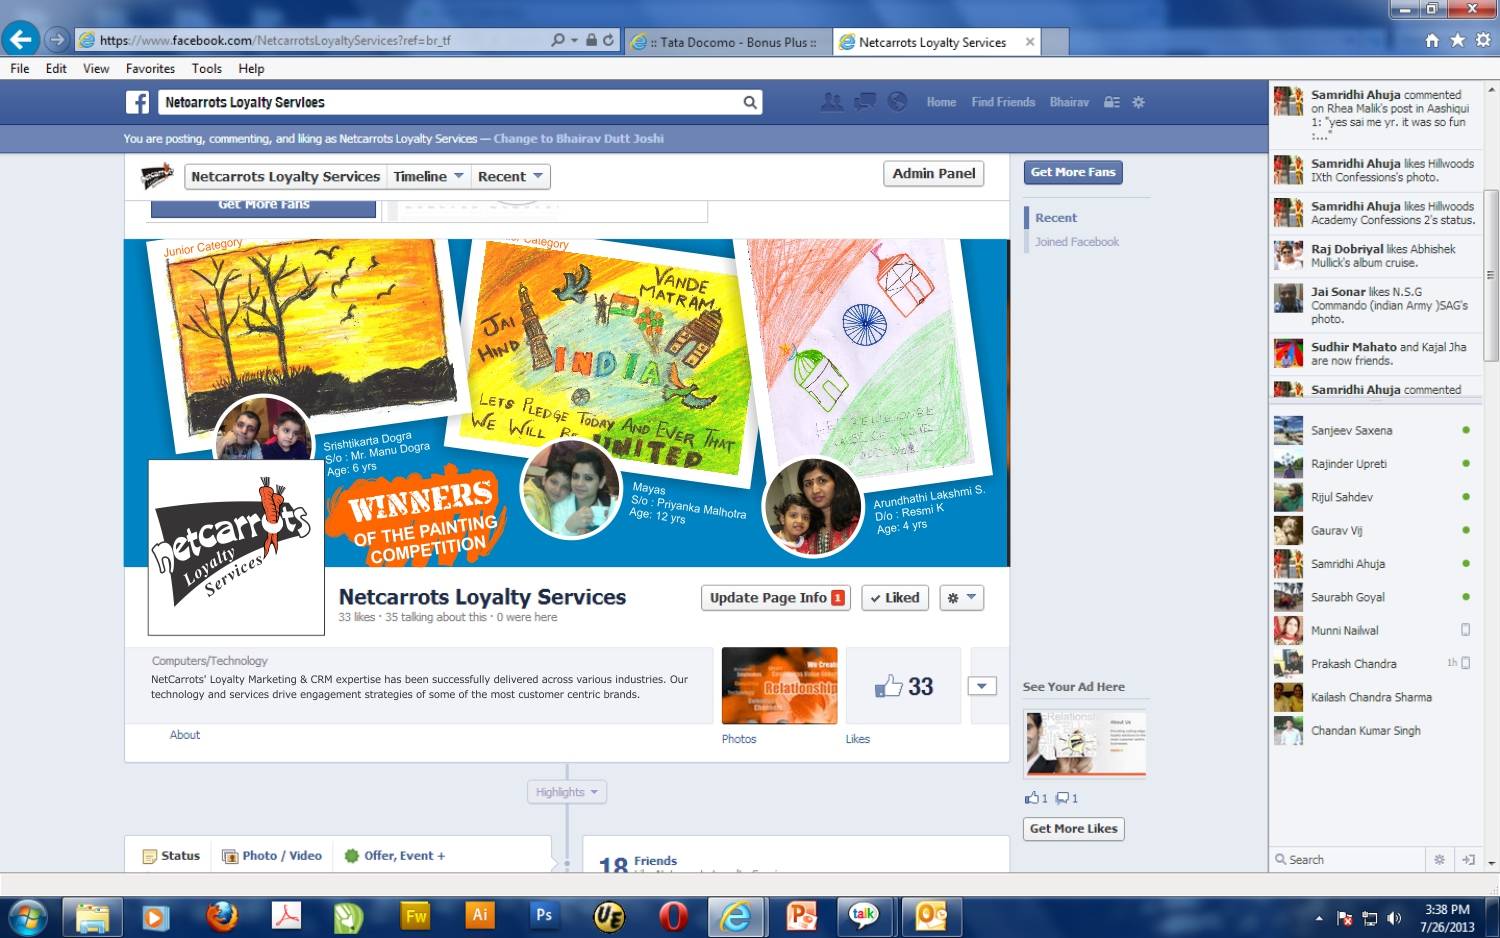 https://www.facebook.com/NetcarrotsLoyaltyServices?ref=br_tf
:: Tata Docomo - Bonus Plus ::
Netcarrots Loyalty Services
File Edit View Favorites Tools Help
Netcarrots Loyalty Services
Home Find Friends Bhairav
You are posting, commenting, and liking as Netcarrots Loyalty Services — Change to Bhairav Dutt Joshi
Netcarrots Loyalty Services Timeline Recent
Admin Panel
Get More Fans
Get More Fans
Recent
Joined Facebook
Junior Category
Category
JAI
HIND
VANDE
MATRAM
INDIA
LETS PLEDGE TODAY AND EVER THAT
WE WILL BE UNITED
Srishtikarta Dogra
S/o : Mr. Manu Dogra
Age: 6 yrs
Mayas
S/o : Priyanka Malhotra
Age: 12 yrs
Arundhathi Lakshmi S.
D/o : Resmi K
Age: 4 yrs
WINNERS
OF THE PAINTING
COMPETITION
netcarrots
Loyalty
Services
Netcarrots Loyalty Services
33 likes · 35 talking about this · 0 were here
Update Page Info 1
Liked
Computers/Technology
NetCarrots' Loyalty Marketing & CRM expertise has been successfully delivered across various industries. Our
technology and services drive engagement strategies of some of the most customer centric brands.
About
We Create
Relationship
Photos
33
Likes
Highlights
Status Photo / Video Offer, Event +
18 Friends
See Your Ad Here
Relationship
About Us
1 1
Get More Likes
Samridhi Ahuja commented
on Rhea Malik's post in Aashiqui
1: "yes sai me yr. it was so fun
:..."
Samridhi Ahuja likes Hillwoods
IXth Confessions's photo.
Samridhi Ahuja likes Hillwoods
Academy Confessions 2's status.
Raj Dobriyal likes Abhishek
Mullick's album cruise.
Jai Sonar likes N.S.G
Commando (indian Army )SAG's
photo.
Sudhir Mahato and Kajal Jha
are now friends.
Samridhi Ahuja commented
Sanjeev Saxena
Rajinder Upreti
Rijul Sahdev
Gaurav Vij
Samridhi Ahuja
Saurabh Goyal
Munni Nailwal
Prakash Chandra 1h
Kailash Chandra Sharma
Chandan Kumar Singh
Search
Fw
Ai
Ps
UE
talk
3:38 PM
7/26/2013